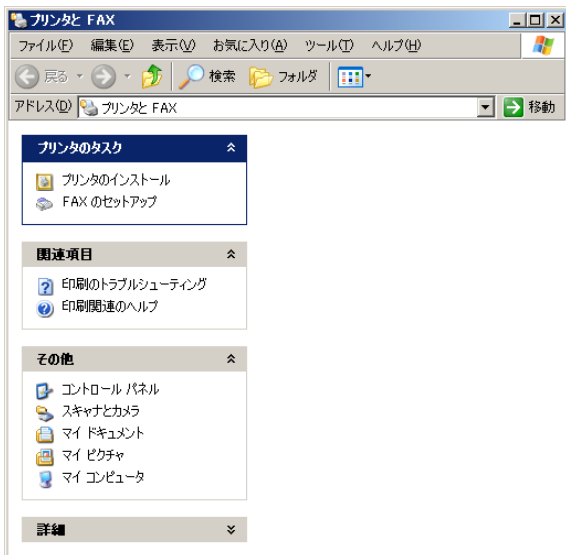 プリンタと FAX
ファイル(F) 編集(E) 表示(V) お気に入り(A) ツール(T) ヘルプ(H)
戻る 検索 フォルダ
アドレス(D) プリンタと FAX 移動
プリンタのタスク
プリンタのインストール
FAX のセットアップ
関連項目
印刷のトラブルシューティング
印刷関連のヘルプ
その他
コントロール パネル
スキャナとカメラ
マイ ドキュメント
マイ ピクチャ
マイ コンピュータ
詳細